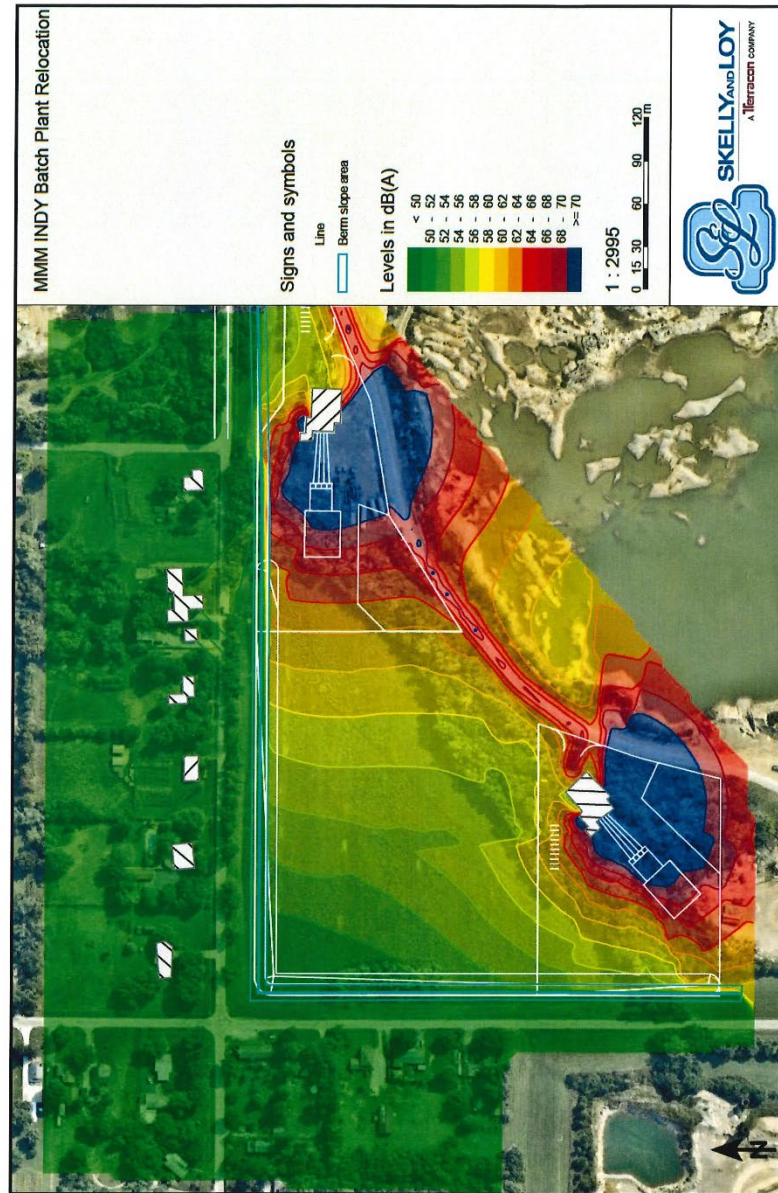 MMM INDY Batch Plant Relocation
Signs and symbols
Line
Berm slope area
Levels in dB(A)
< 50
50 - 52
52 - 54
54 - 56
56 - 58
58 - 60
60 - 62
62 - 64
64 - 66
66 - 68
68 - 70
>= 70
1 : 2995
0 15 30 60 90 120
m
S&L
SKELLY AND LOY
A Terracon COMPANY
N